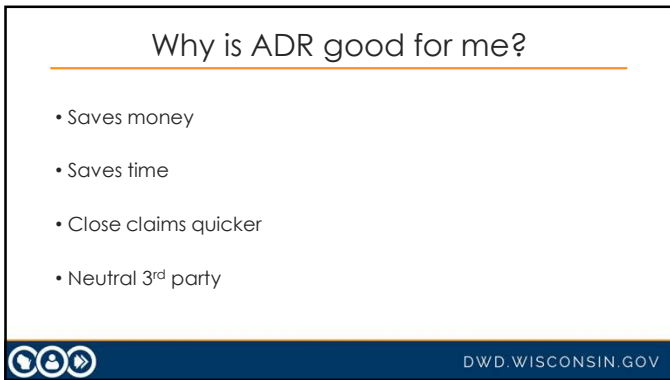 Why is ADR good for me?
• Saves money
• Saves time
• Close claims quicker
• Neutral 3rd party
DWD.WISCONSIN.GOV